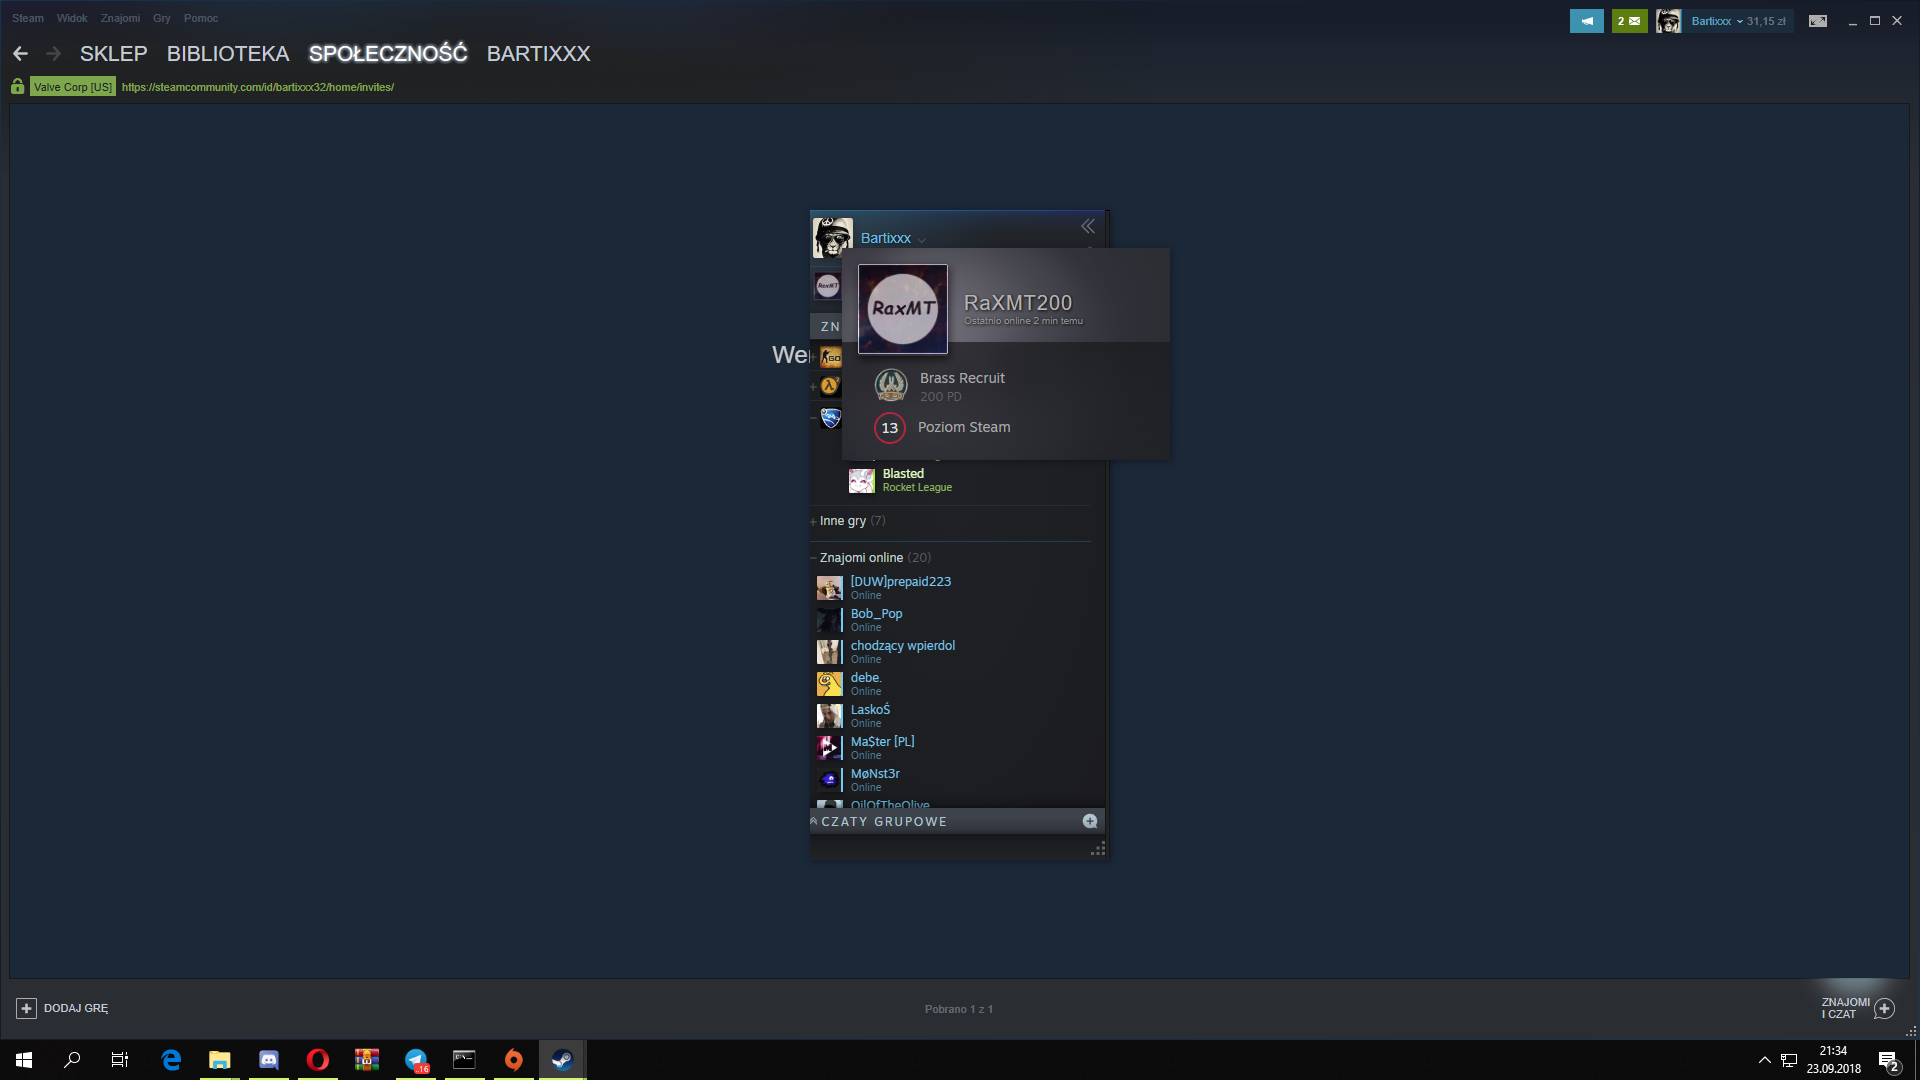 Steam Widok Znajomi Gry Pomoc
2
Bartixxx 31,15 zł
SKLEP BIBLIOTEKA SPOŁECZNOŚĆ BARTIXXX
Valve Corp [US] https://steamcommunity.com/id/bartixxx32/home/invites/
Bartixxx
RaxMT
RaxMT
RaXMT200
Ostatnio online 2 min temu
ZN
Wer
GO
Brass Recruit
200 PD
13 Poziom Steam
Blasted
Rocket League
+ Inne gry (7)
– Znajomi online (20)
[DUW]prepaid223
Online
Bob_Pop
Online
chodzący wpierdol
Online
debe.
Online
LaskoŚ
Online
Ma$ter [PL]
Online
MøNst3r
Online
OilOfTheOlive
CZATY GRUPOWE
DODAJ GRĘ
Pobrano 1 z 1
ZNAJOMI
I CZAT
16
21:34
23.09.2018
2